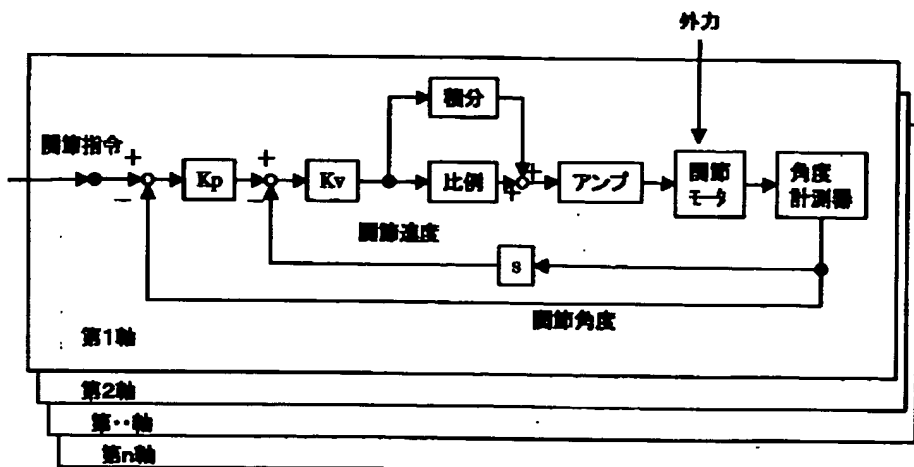 外力
積分
関節指令
+
+
+
Kp
Kv
比例
+
アンプ
関節
モータ
角度
計測器
−
−
関節速度
s
関節角度
第1軸
第2軸
第‥軸
第n軸